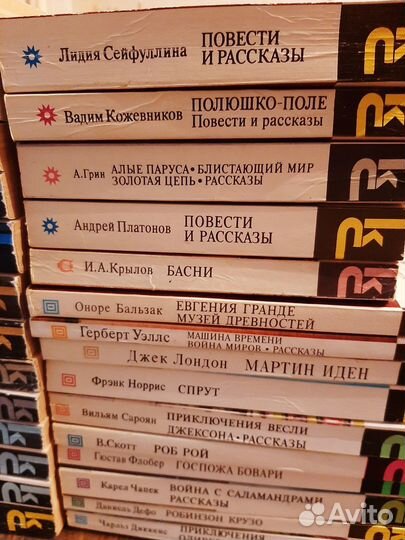 Лидия Сейфуллина ПОВЕСТИ
И РАССКАЗЫ
Вадим Кожевников ПОЛЮШКО-ПОЛЕ
Повести и рассказы
А.Грин АЛЫЕ ПАРУСА•БЛИСТАЮЩИЙ МИР
ЗОЛОТАЯ ЦЕПЬ•РАССКАЗЫ
Андрей Платонов ПОВЕСТИ
И РАССКАЗЫ
И.А.Крылов БАСНИ
Оноре Бальзак ЕВГЕНИЯ ГРАНДЕ
МУЗЕЙ ДРЕВНОСТЕЙ
Герберт Уэллс МАШИНА ВРЕМЕНИ
ВОЙНА МИРОВ•РАССКАЗЫ
Джек Лондон МАРТИН ИДЕН
Фрэнк Норрис СПРУТ
Вильям Сароян ПРИКЛЮЧЕНИЯ ВЕСЛИ
ДЖЕКСОНА•РАССКАЗЫ
В.Скотт РОБ РОЙ
Гюстав Флобер ГОСПОЖА БОВАРИ
Карел Чапек ВОЙНА С САЛАМАНДРАМИ
РАССКАЗЫ
Даниель Дефо РОБИНЗОН КРУЗО
Чарльз Диккенс ПРИКЛЮЧЕНИЯ
Avito